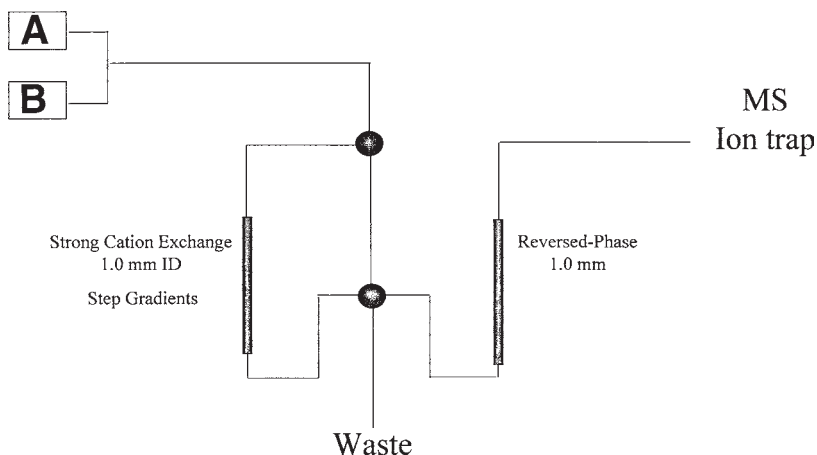 A
B
MS
Ion trap
Strong Cation Exchange
1.0 mm ID
Step Gradients
Reversed-Phase
1.0 mm
Waste